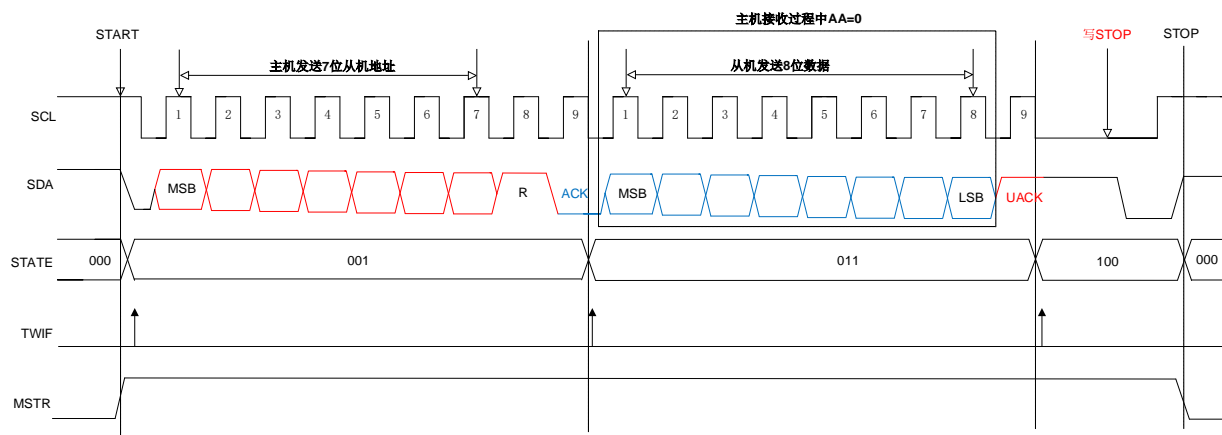 主机接收过程中AA=0
START
写STOP
STOP
主机发送7位从机地址
从机发送8位数据
SCL
1 2 3 4 5 6 7 8 9 1 2 3 4 5 6 7 8 9
SDA
MSB R ACK MSB LSB UACK
STATE
000 001 011 100 000
TWIF
MSTR